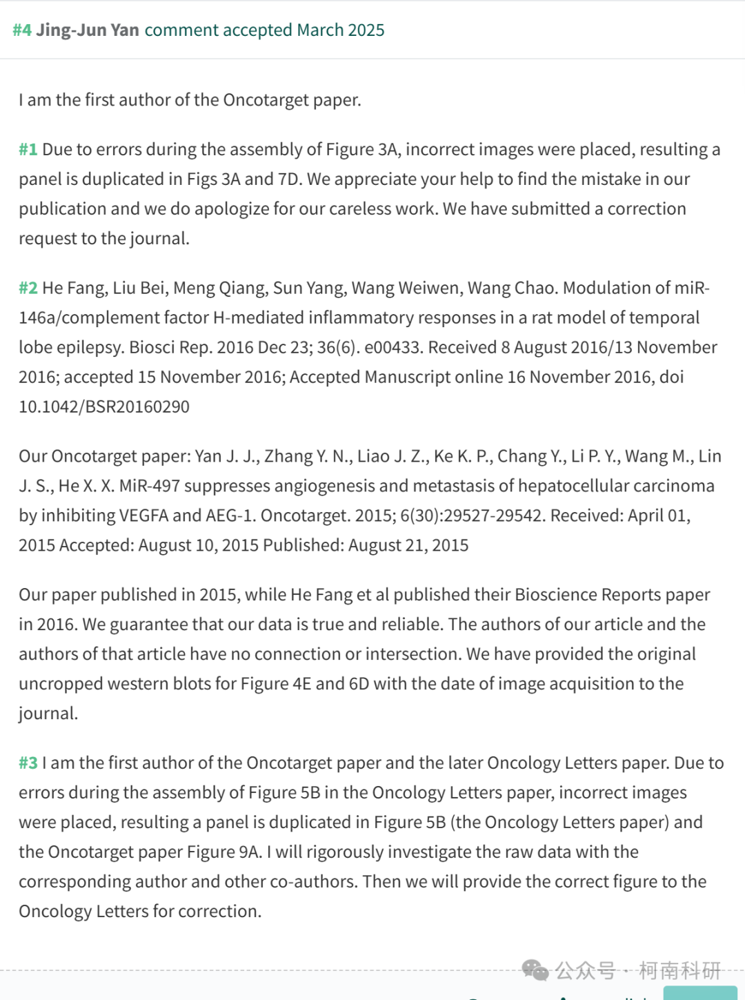 #4 Jing-Jun Yan comment accepted March 2025
I am the first author of the Oncotarget paper.
#1 Due to errors during the assembly of Figure 3A, incorrect images were placed, resulting a
panel is duplicated in Figs 3A and 7D. We appreciate your help to find the mistake in our
publication and we do apologize for our careless work. We have submitted a correction
request to the journal.
#2 He Fang, Liu Bei, Meng Qiang, Sun Yang, Wang Weiwen, Wang Chao. Modulation of miR-
146a/complement factor H-mediated inflammatory responses in a rat model of temporal
lobe epilepsy. Biosci Rep. 2016 Dec 23; 36(6). e00433. Received 8 August 2016/13 November
2016; accepted 15 November 2016; Accepted Manuscript online 16 November 2016, doi
10.1042/BSR20160290
Our Oncotarget paper: Yan J. J., Zhang Y. N., Liao J. Z., Ke K. P., Chang Y., Li P. Y., Wang M., Lin
J. S., He X. X. MiR-497 suppresses angiogenesis and metastasis of hepatocellular carcinoma
by inhibiting VEGFA and AEG-1. Oncotarget. 2015; 6(30):29527-29542. Received: April 01,
2015 Accepted: August 10, 2015 Published: August 21, 2015
Our paper published in 2015, while He Fang et al published their Bioscience Reports paper
in 2016. We guarantee that our data is true and reliable. The authors of our article and the
authors of that article have no connection or intersection. We have provided the original
uncropped western blots for Figure 4E and 6D with the date of image acquisition to the
journal.
#3 I am the first author of the Oncotarget paper and the later Oncology Letters paper. Due to
errors during the assembly of Figure 5B in the Oncology Letters paper, incorrect images
were placed, resulting a panel is duplicated in Figure 5B (the Oncology Letters paper) and
the Oncotarget paper Figure 9A. I will rigorously investigate the raw data with the
corresponding author and other co-authors. Then we will provide the correct figure to the
Oncology Letters for correction.
公众号 · 柯南科研